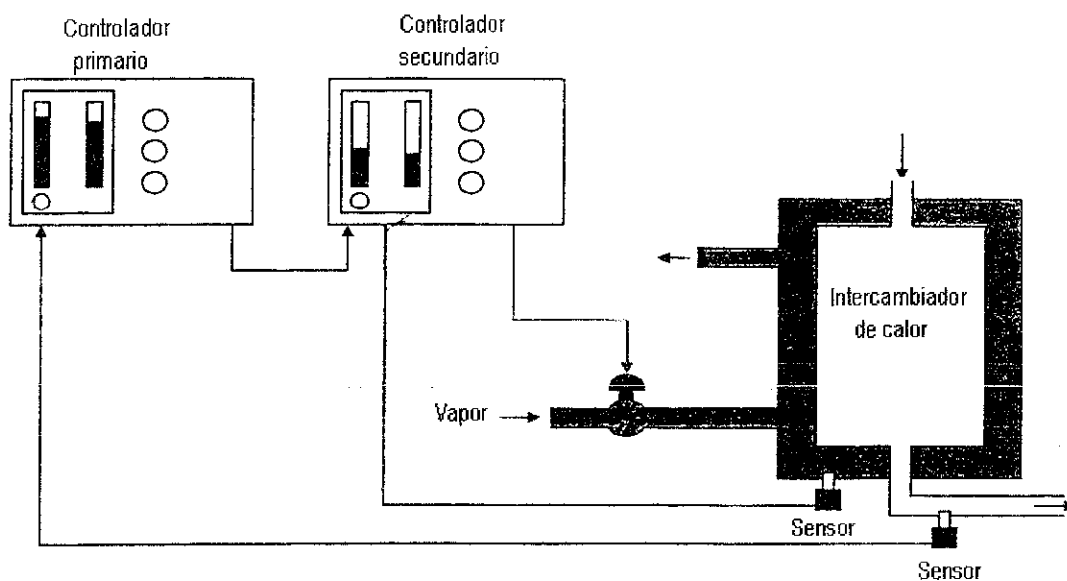 Controlador
primario
Controlador
secundario
Intercambiador
de calor
Vapor
Sensor
Sensor